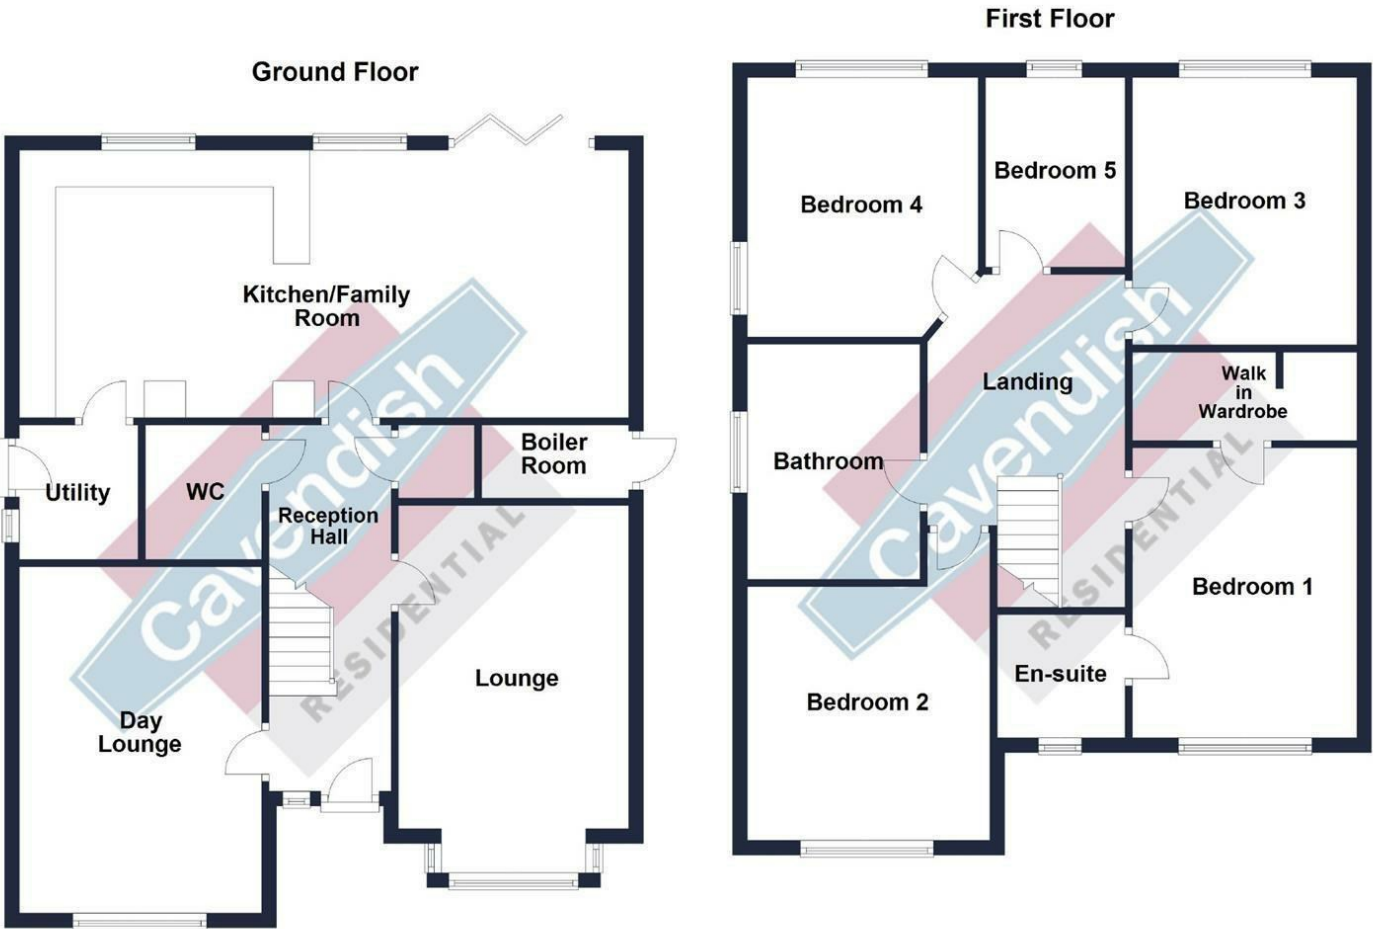 First Floor
Ground Floor
Kitchen/Family
Room
Utility
WC
Reception
Hall
Boiler
Room
Day
Lounge
Lounge
Bedroom 4
Bedroom 5
Bedroom 3
Landing
Walk
in
Wardrobe
Bathroom
Bedroom 1
En-suite
Bedroom 2
Cavendish
RESIDENTIAL
Cavendish
RESIDENTIAL